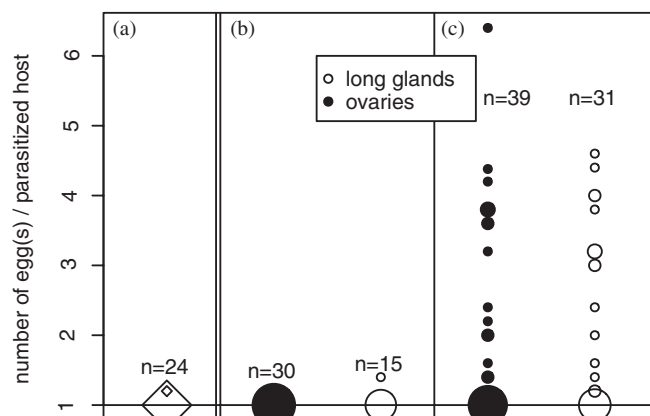 (a)
(b)
(c)
long glands
ovaries
n=39
n=31
n=24
n=30
n=15
number of egg(s) / parasitized host
6
5
4
3
2
1